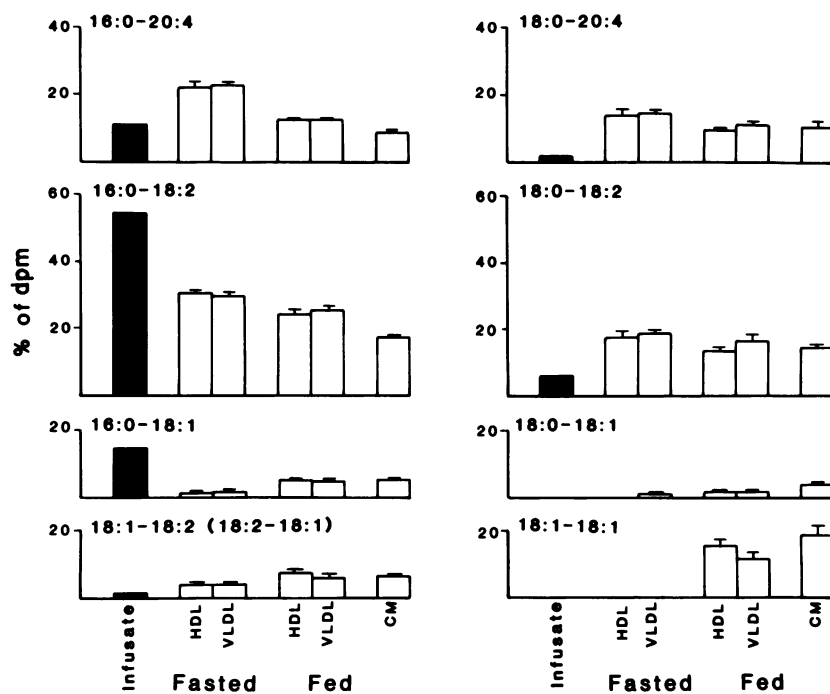 40
16:0-20:4
20
% of dpm
60
16:0-18:2
40
20
20
16:0-18:1
20
18:1-18:2 (18:2-18:1)
Infusate
HDL
VLDL
HDL
VLDL
CM
Fasted
Fed
40
18:0-20:4
20
60
18:0-18:2
40
20
20
18:0-18:1
20
18:1-18:1
Infusate
HDL
VLDL
HDL
VLDL
CM
Fasted
Fed